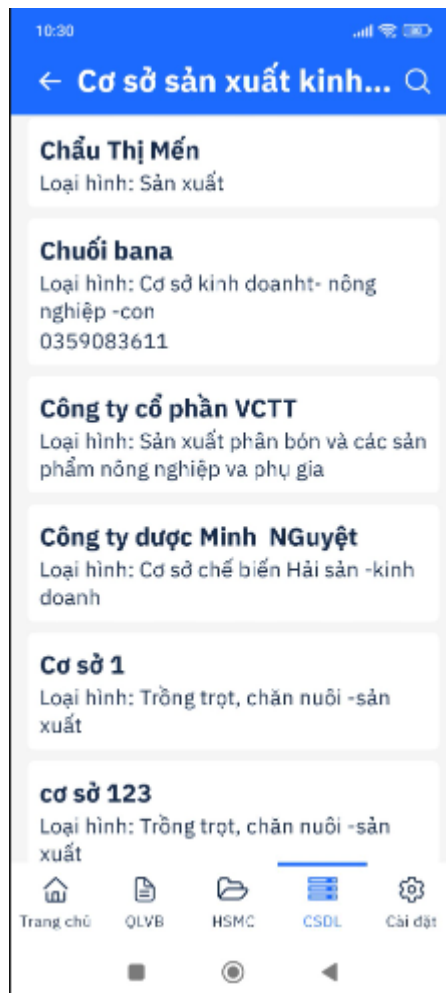 10:30
Cơ sở sản xuất kinh...
Chẩu Thị Mến
Loại hình: Sản xuất
Chuối bana
Loại hình: Cơ sở kinh doanht- nông
nghiệp -con
0359083611
Công ty cổ phần VCTT
Loại hình: Sản xuất phân bón và các sản
phẩm nông nghiệp va phụ gia
Công ty dược Minh NGuyệt
Loại hình: Cơ sở chế biến Hải sản -kinh
doanh
Cơ sở 1
Loại hình: Trồng trọt, chăn nuôi -sản
xuất
cơ sở 123
Loại hình: Trồng trọt, chăn nuôi -sản
xuất
Trang chủ QLVB HSMC CSDL Cài đặt